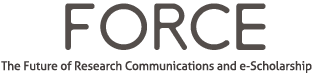 FORCE
The Future of Research Communications and e-Scholarship